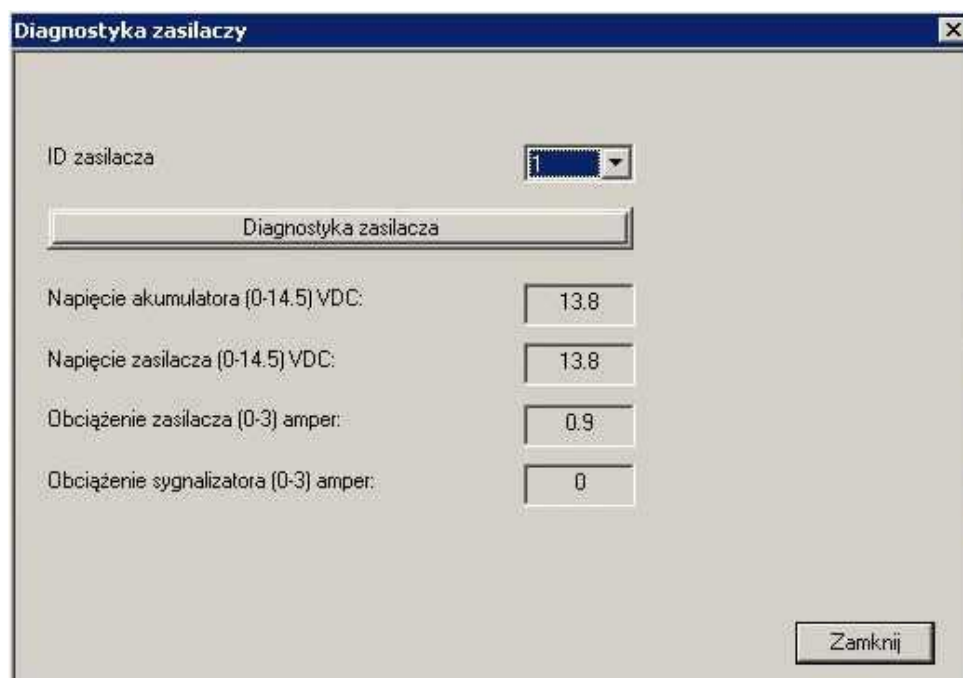 Diagnostyka zasilaczy
ID zasilacza 1
Diagnostyka zasilacza
Napięcie akumulatora (0-14.5) VDC: 13.8
Napięcie zasilacza (0-14.5) VDC: 13.8
Obciążenie zasilacza (0-3) amper: 0.9
Obciążenie sygnalizatora (0-3) amper: 0
Zamknij